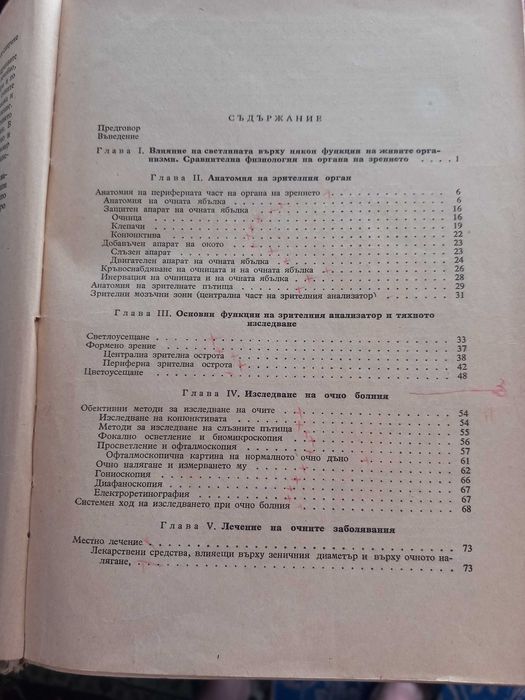 СЪДЪРЖАНИЕ
Предговор
Въведение
Глава I. Влияние на светлината върху някои функции на живите орга-
низми. Сравнителна физиология на органа на зрението . . . . 1
Глава II. Анатомия на зрителния орган
Анатомия на периферната част на органа на зрението 6
Анатомия на очната ябълка 6
Защитен апарат на очната ябълка 16
Очница 16
Клепачи 19
Конюнктива 22
Добавъчен апарат на окото 23
Слъзен апарат 23
Двигателен апарат на очната ябълка 24
Кръвоснабдяване на очницата и на очната ябълка 26
Инервация на очницата и на очната ябълка 28
Анатомия на зрителните пътища 29
Зрителни мозъчни зони (централна част на зрителния анализатор) 31
Глава III. Основни функции на зрителния анализатор и тяхното
изследване
Светлоусещане 33
Формено зрение 37
Централна зрителна острота 38
Периферна зрителна острота 42
Цветоусещане 48
Глава IV. Изследване на очно болния
Обективни методи за изследване на очите 54
Изследване на конюнктивата 54
Методи за изследване на слъзните пътища 55
Фокално осветление и биомикроскопия 56
Просветление и офталмоскопия 57
Офталмоскопична картина на нормалното очно дъно 61
Очно налягане и измерването му 62
Гониоскопия 66
Диафаноскопия 67
Електроретинография 67
Системен ход на изследването при очно болния 68
Глава V. Лечение на очните заболявания
Местно лечение 73
Лекарствени средства, влияещи върху зеничния диаметър и върху очното на-
лягане, 73